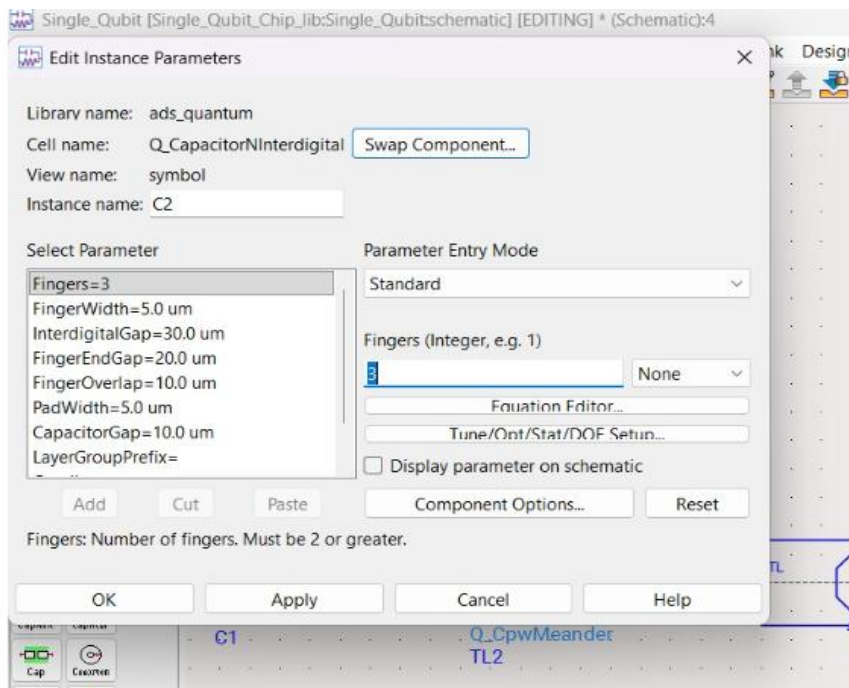 Single_Qubit [Single_Qubit_Chip_lib:Single_Qubit:schematic] [EDITING] * (Schematic):4
Edit Instance Parameters
nk Design
Library name: ads_quantum
Cell name: Q_CapacitorNInterdigital Swap Component...
View name: symbol
Instance name: C2
Select Parameter
Parameter Entry Mode
Fingers=3
Standard
FingerWidth=5.0 um
InterdigitalGap=30.0 um
FingerEndGap=20.0 um
Fingers (Integer, e.g. 1)
FingerOverlap=10.0 um
3 None
PadWidth=5.0 um
Equation Editor...
CapacitorGap=10.0 um
Tune/Opt/Stat/DOE Setup...
LayerGroupPrefix=
Display parameter on schematic
Add Cut Paste
Component Options... Reset
Fingers: Number of fingers. Must be 2 or greater.
TL
OK Apply Cancel Help
C1
Q_CpwMeander
TL2
Cap